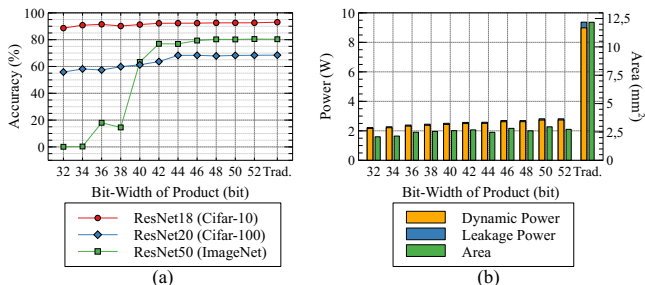 100
80
60
40
20
0
Accuracy (%)
32 34 36 38 40 42 44 46 48 50 52 Trad.
Bit-Width of Product (bit)
ResNet18 (Cifar-10)
ResNet20 (Cifar-100)
ResNet50 (ImageNet)
(a)
10
8
6
4
2
0
Power (W)
12,5
10.0
7.5
5.0
2.5
0.0
Area (mm²)
32 34 36 38 40 42 44 46 48 50 52 Trad.
Bit-Width of Product (bit)
Dynamic Power
Leakage Power
Area
(b)